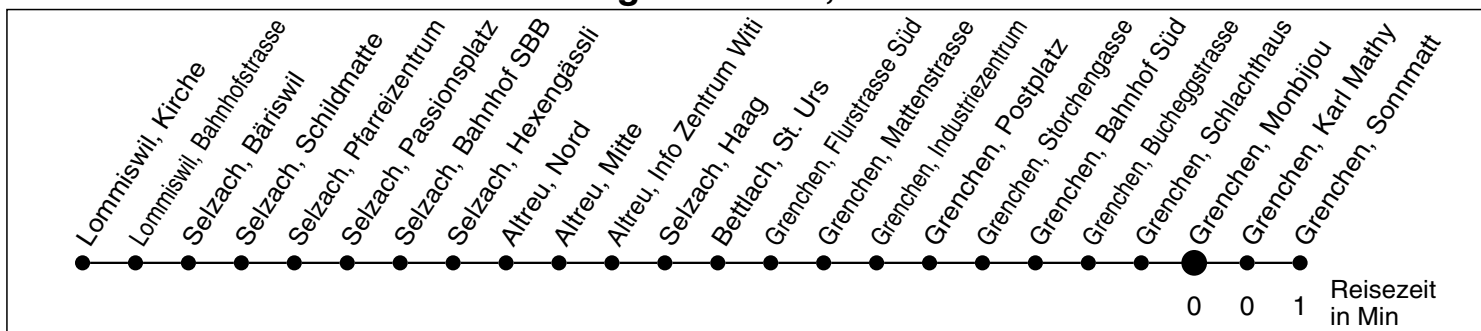 Lommiswil, Kirche
Lommiswil, Bahnhofstrasse
Selzach, Bäriswil
Selzach, Schildmatte
Selzach, Pfarreizentrum
Selzach, Passionsplatz
Selzach, Bahnhof SBB
Selzach, Hexengässli
Altreu, Nord
Altreu, Mitte
Altreu, Info Zentrum Witi
Selzach, Haag
Bettlach, St. Urs
Grenchen, Flurstrasse Süd
Grenchen, Mattenstrasse
Grenchen, Industriezentrum
Grenchen, Postplatz
Grenchen, Storchengasse
Grenchen, Bahnhof Süd
Grenchen, Bucheggstrasse
Grenchen, Schlachthaus
Grenchen, Monbijou
Grenchen, Karl Mathy
Grenchen, Sonnmatt
0 0 1 Reisezeit
in Min